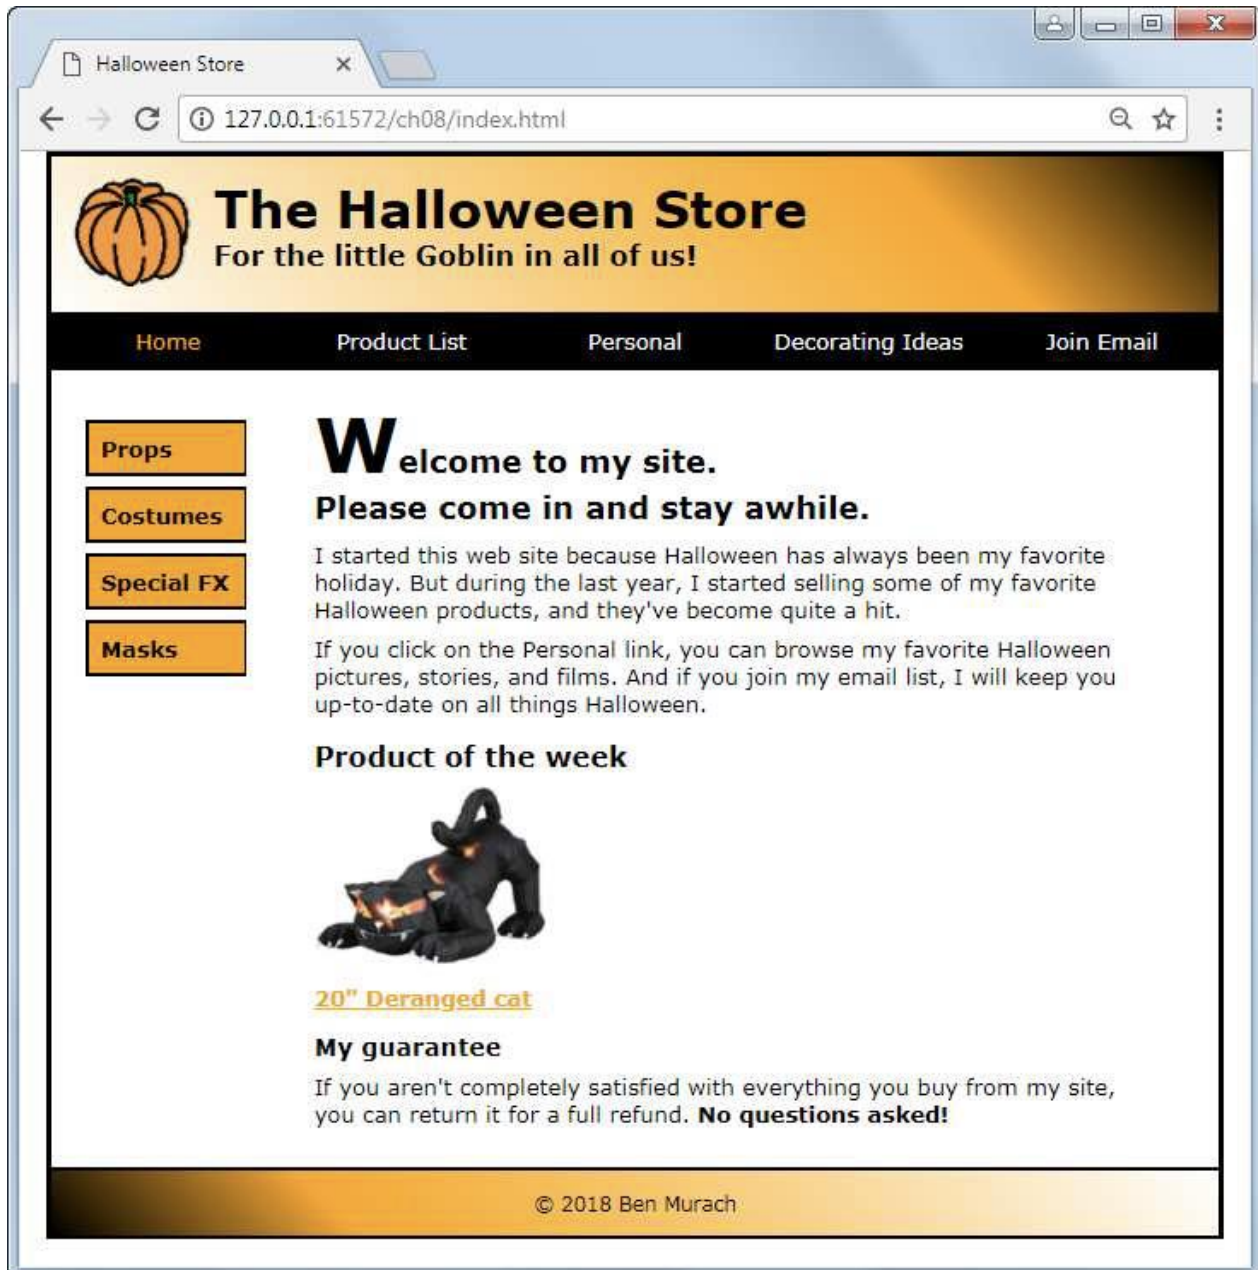 Halloween Store
127.0.0.1:61572/ch08/index.html
The Halloween Store
For the little Goblin in all of us!
Home Product List Personal Decorating Ideas Join Email
Props
Costumes
Special FX
Masks
Welcome to my site.
Please come in and stay awhile.
I started this web site because Halloween has always been my favorite
holiday. But during the last year, I started selling some of my favorite
Halloween products, and they've become quite a hit.
If you click on the Personal link, you can browse my favorite Halloween
pictures, stories, and films. And if you join my email list, I will keep you
up-to-date on all things Halloween.
Product of the week
20" Deranged cat
My guarantee
If you aren't completely satisfied with everything you buy from my site,
you can return it for a full refund. No questions asked!
© 2018 Ben Murach